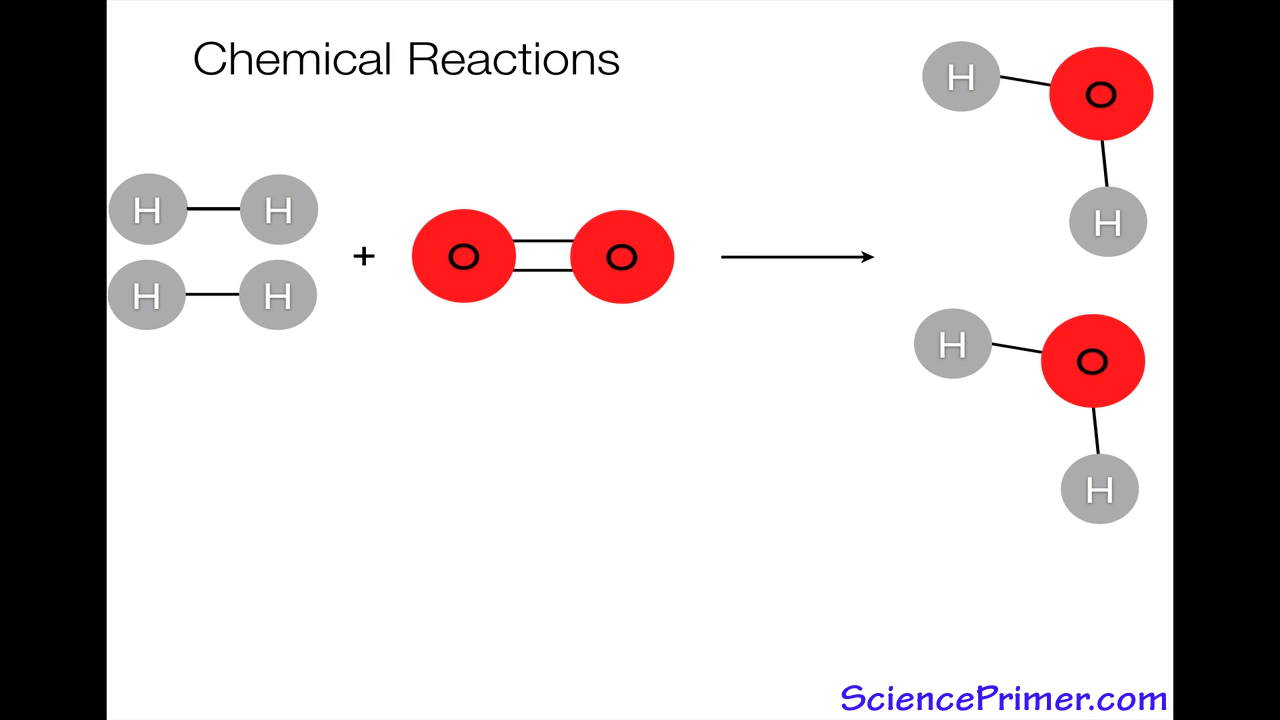 Chemical Reactions
H H
H H
+
O O
H O
H
H O
H
SciencePrimer.com